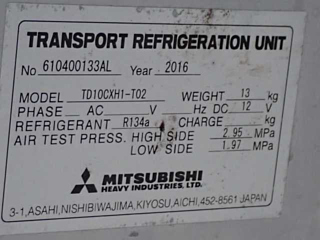 TRANSPORT REFRIGERATION UNIT
No 610400133AL Year 2016
MODEL TD10CXH1-T02 WEIGHT 13 kg
PHASE AC V Hz DC 12 V
REFRIGERANT R134a CHARGE kg
AIR TEST PRESS. HIGH SIDE 2.95 MPa
LOW SIDE 1.97 MPa
MITSUBISHI
HEAVY INDUSTRIES, LTD.
3-1, ASAHI, NISHIBIWAJIMA, KIYOSU, AICHI, 452-8561 JAPAN